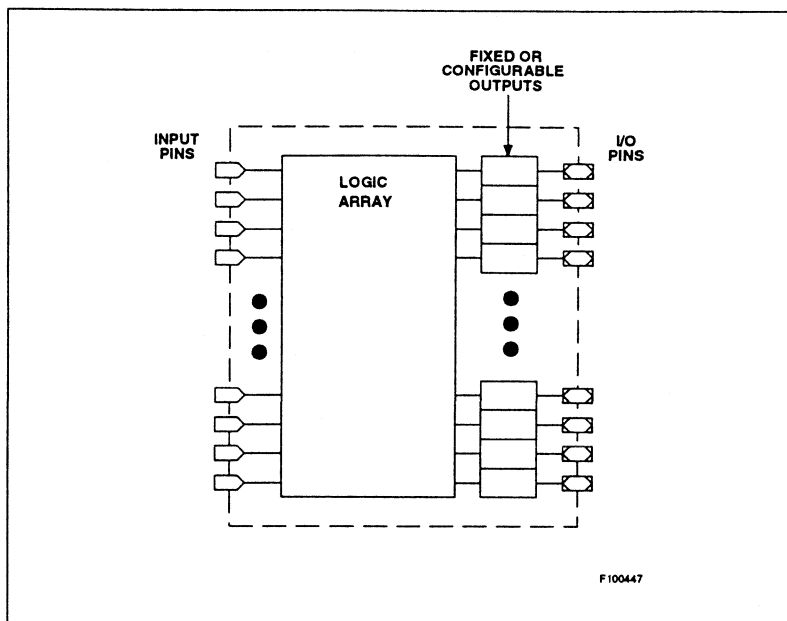 FIXED OR
CONFIGURABLE
OUTPUTS
INPUT
PINS
I/O
PINS
LOGIC
ARRAY
F100447